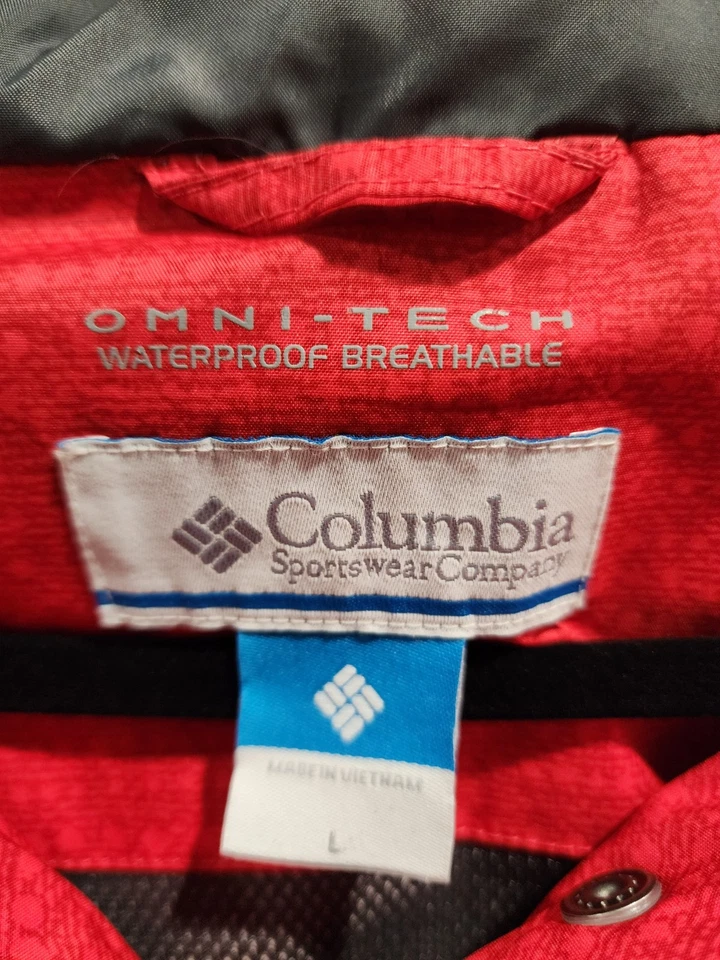 OMNI-TECH
WATERPROOF BREATHABLE
Columbia
Sportswear Company
MADE IN VIETNAM
L